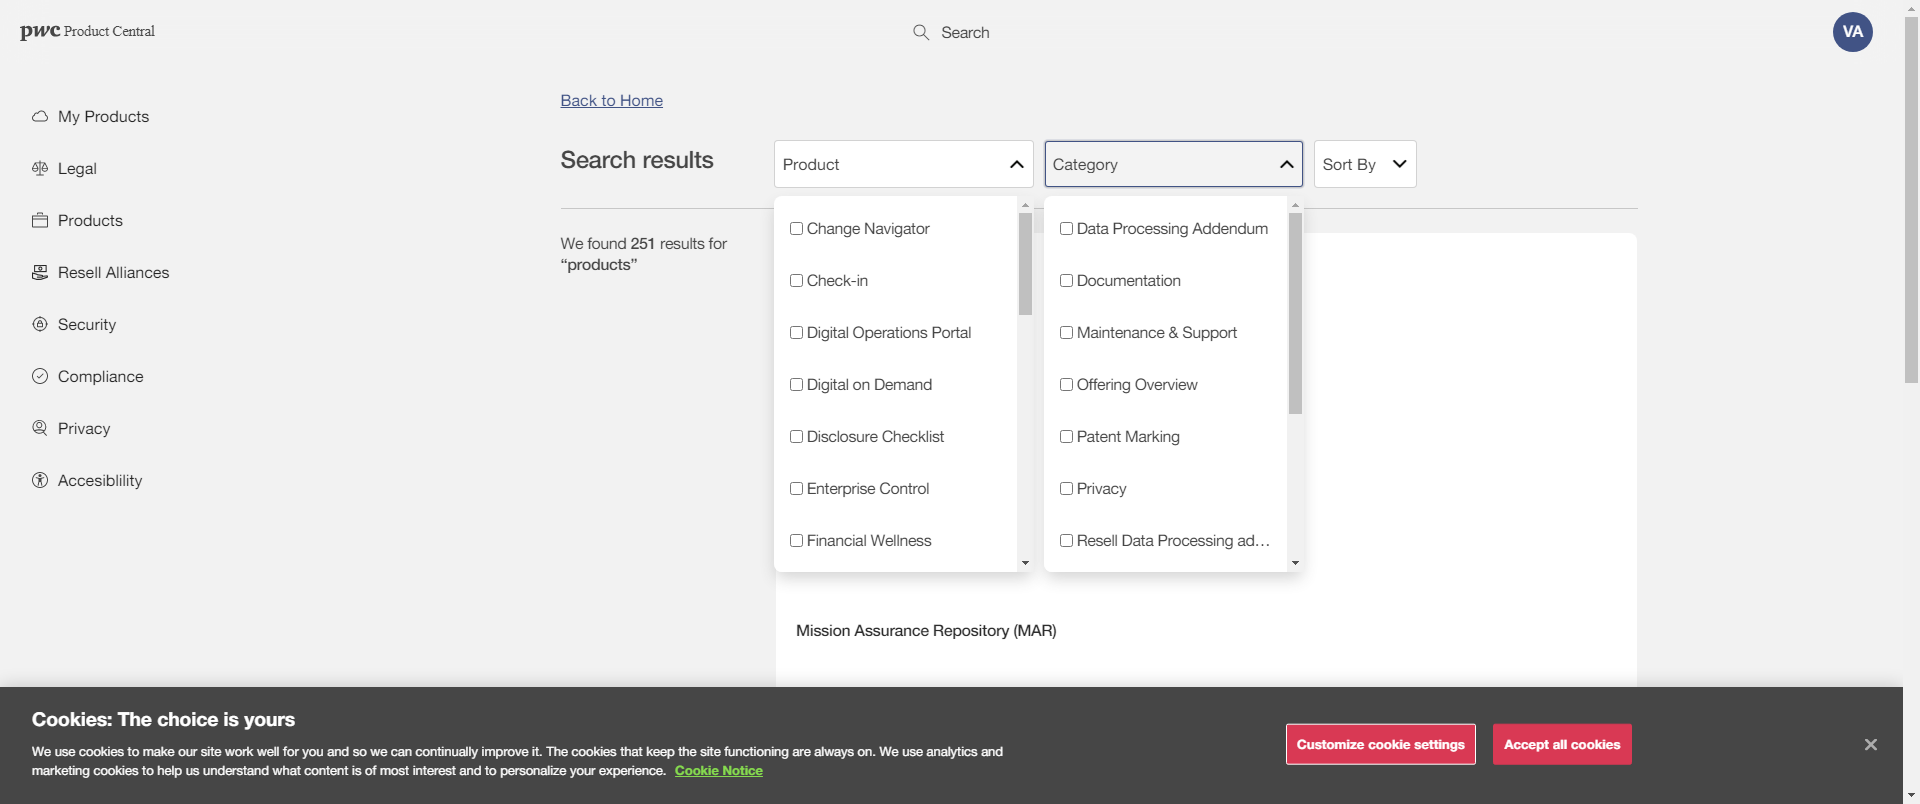 pwc Product Central
Search
VA
My Products
Legal
Products
Resell Alliances
Security
Compliance
Privacy
Accesiblility
Back to Home
Search results
Product
Category
Sort By
We found 251 results for
“products”
Change Navigator
Check-in
Digital Operations Portal
Digital on Demand
Disclosure Checklist
Enterprise Control
Financial Wellness
Data Processing Addendum
Documentation
Maintenance & Support
Offering Overview
Patent Marking
Privacy
Resell Data Processing ad...
Mission Assurance Repository (MAR)
Cookies: The choice is yours
We use cookies to make our site work well for you and so we can continually improve it. The cookies that keep the site functioning are always on. We use analytics and
marketing cookies to help us understand what content is of most interest and to personalize your experience. Cookie Notice
Customize cookie settings
Accept all cookies